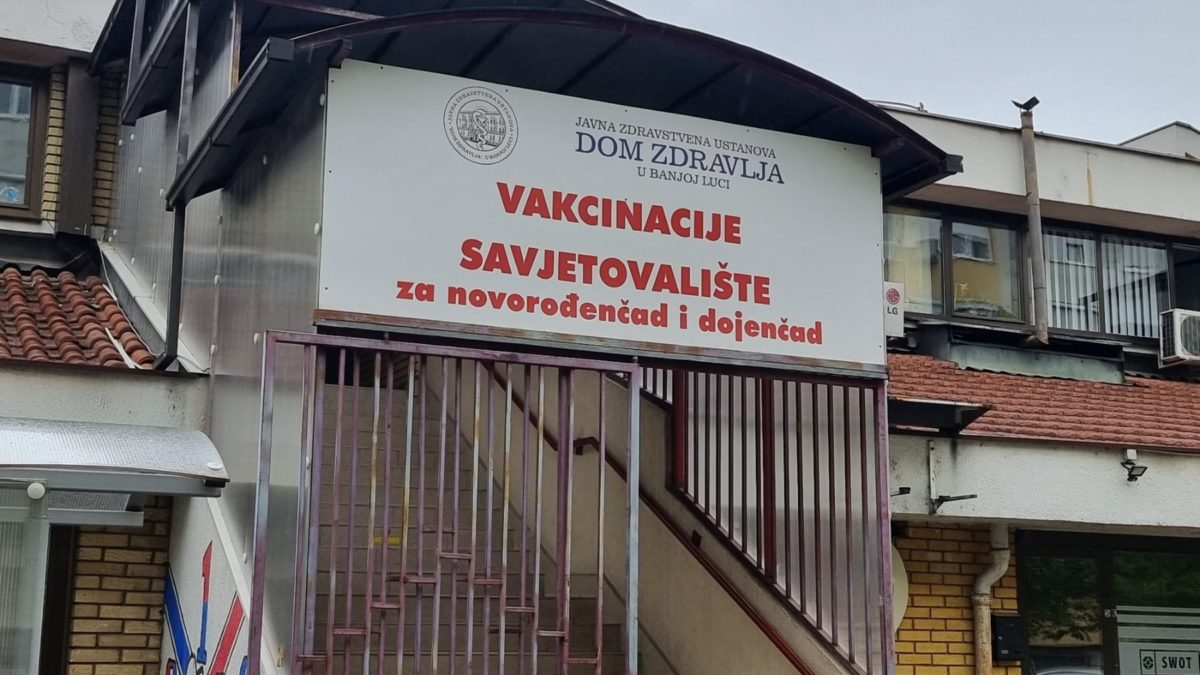 JAVNA ZDRAVSTVENA USTANOVA
DOM ZDRAVLJA
U BANJOJ LUCI
VAKCINACIJE
SAVJETOVALIŠTE
za novorođenčad i dojenčad
LG
SWOT